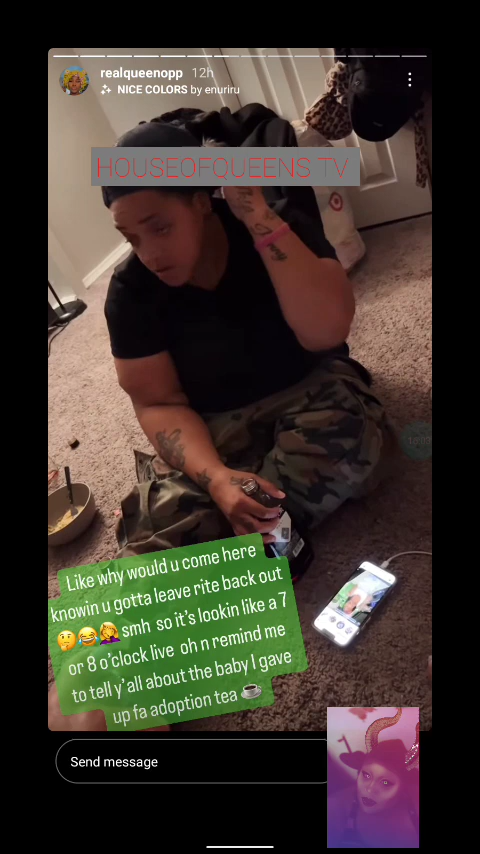 realqueenopp 12h
NICE COLORS by enuriru
HOUSEOFQUEENS TV
Like why would u come here
knowin u gotta leave rite back out
🤔😂🤦‍♀️ smh so it's lookin like a 7
or 8 o'clock live oh n remind me
to tell y'all about the baby I gave
up fa adoption tea ☕
Send message